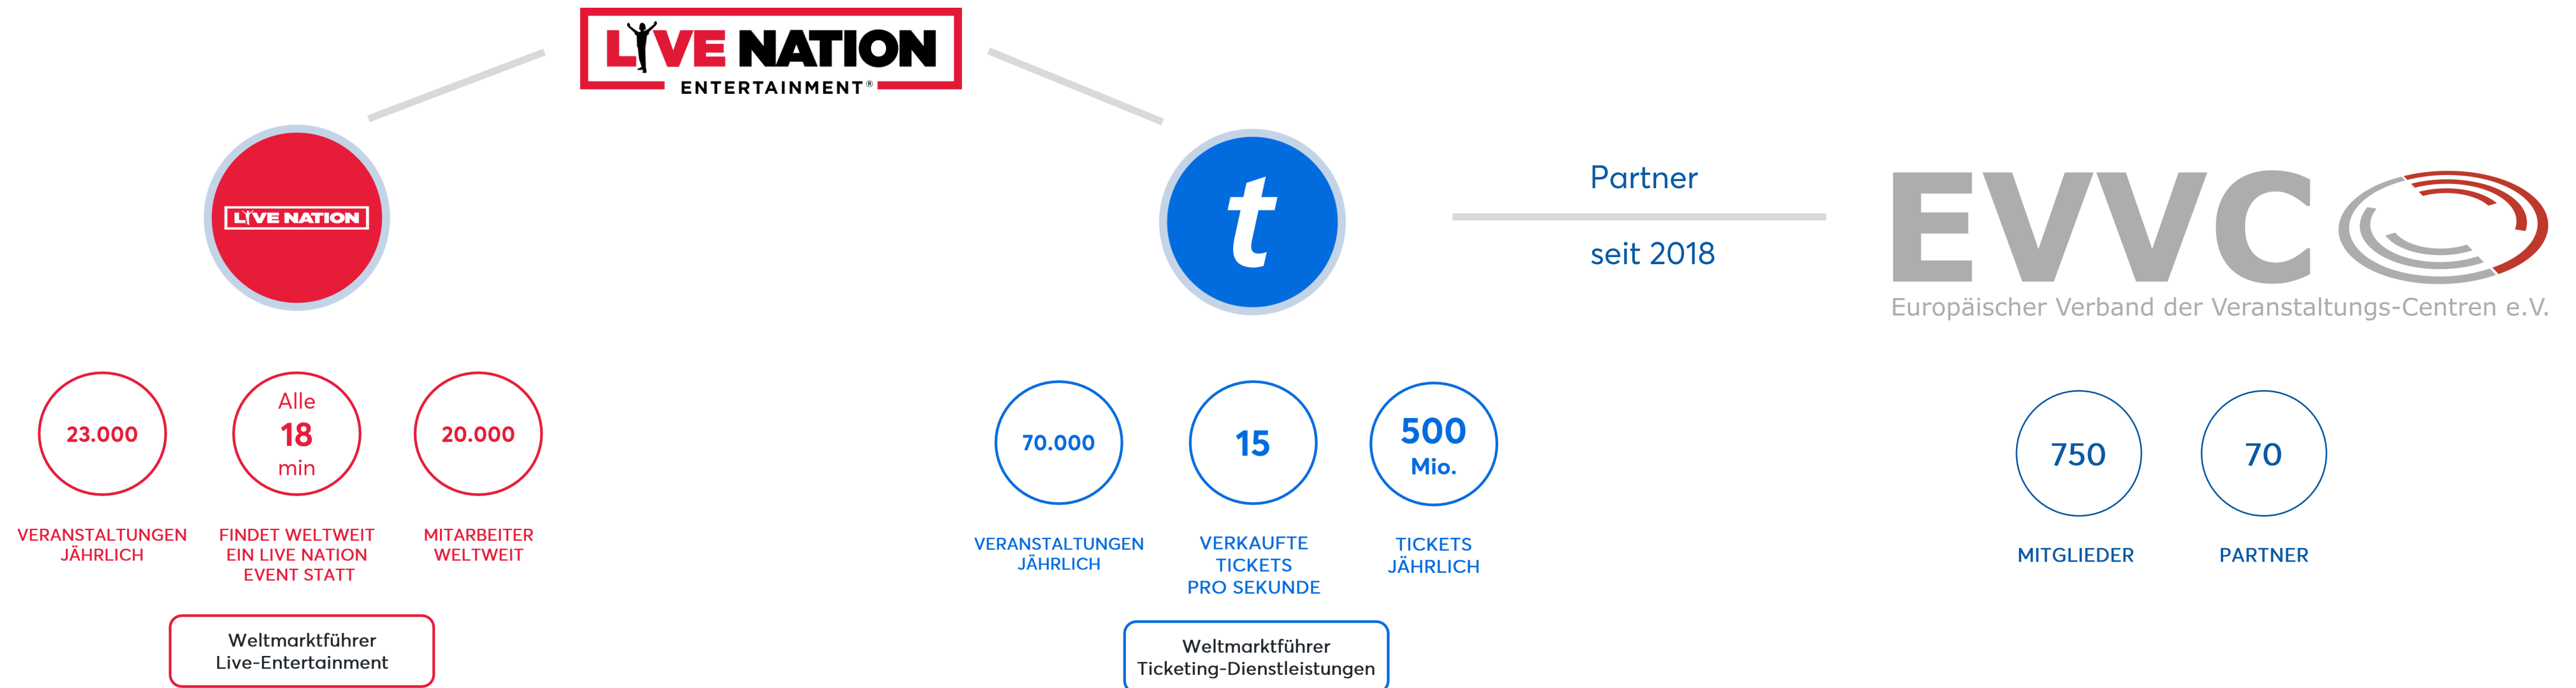 LIVE NATION
ENTERTAINMENT®
LIVE NATION
t
Partner
seit 2018
EVVC
Europäischer Verband der Veranstaltungs-Centren e.V.
23.000
VERANSTALTUNGEN
JÄHRLICH
Alle
18
min
FINDET WELTWEIT
EIN LIVE NATION
EVENT STATT
20.000
MITARBEITER
WELTWEIT
Weltmarktführer
Live-Entertainment
70.000
VERANSTALTUNGEN
JÄHRLICH
15
VERKAUFTE
TICKETS
PRO SEKUNDE
500
Mio.
TICKETS
JÄHRLICH
Weltmarktführer
Ticketing-Dienstleistungen
750
MITGLIEDER
70
PARTNER